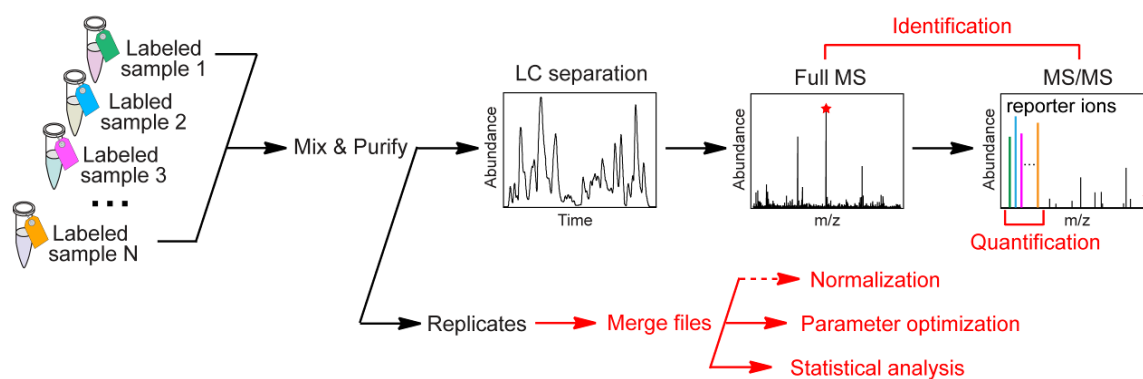 Labeled
sample 1
Labled
sample 2
Labeled
sample 3
...
Labeled
sample N
Mix & Purify
LC separation
Abundance
Time
Full MS
Abundance
m/z
Identification
MS/MS
reporter ions
...
Abundance
m/z
Quantification
Replicates
Merge files
Normalization
Parameter optimization
Statistical analysis